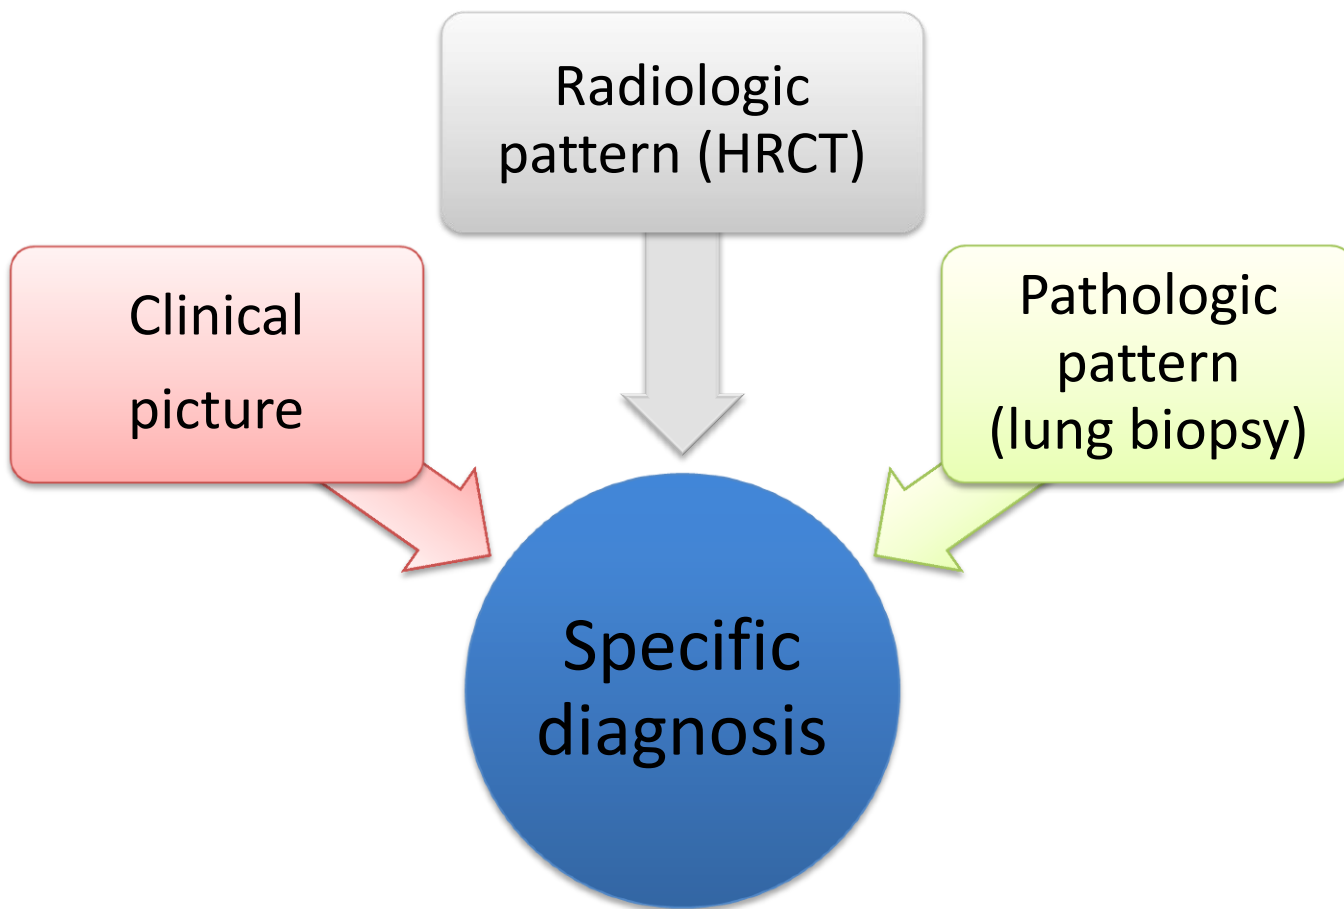 Radiologic
pattern (HRCT)
Clinical
picture
Pathologic
pattern
(lung biopsy)
Specific
diagnosis